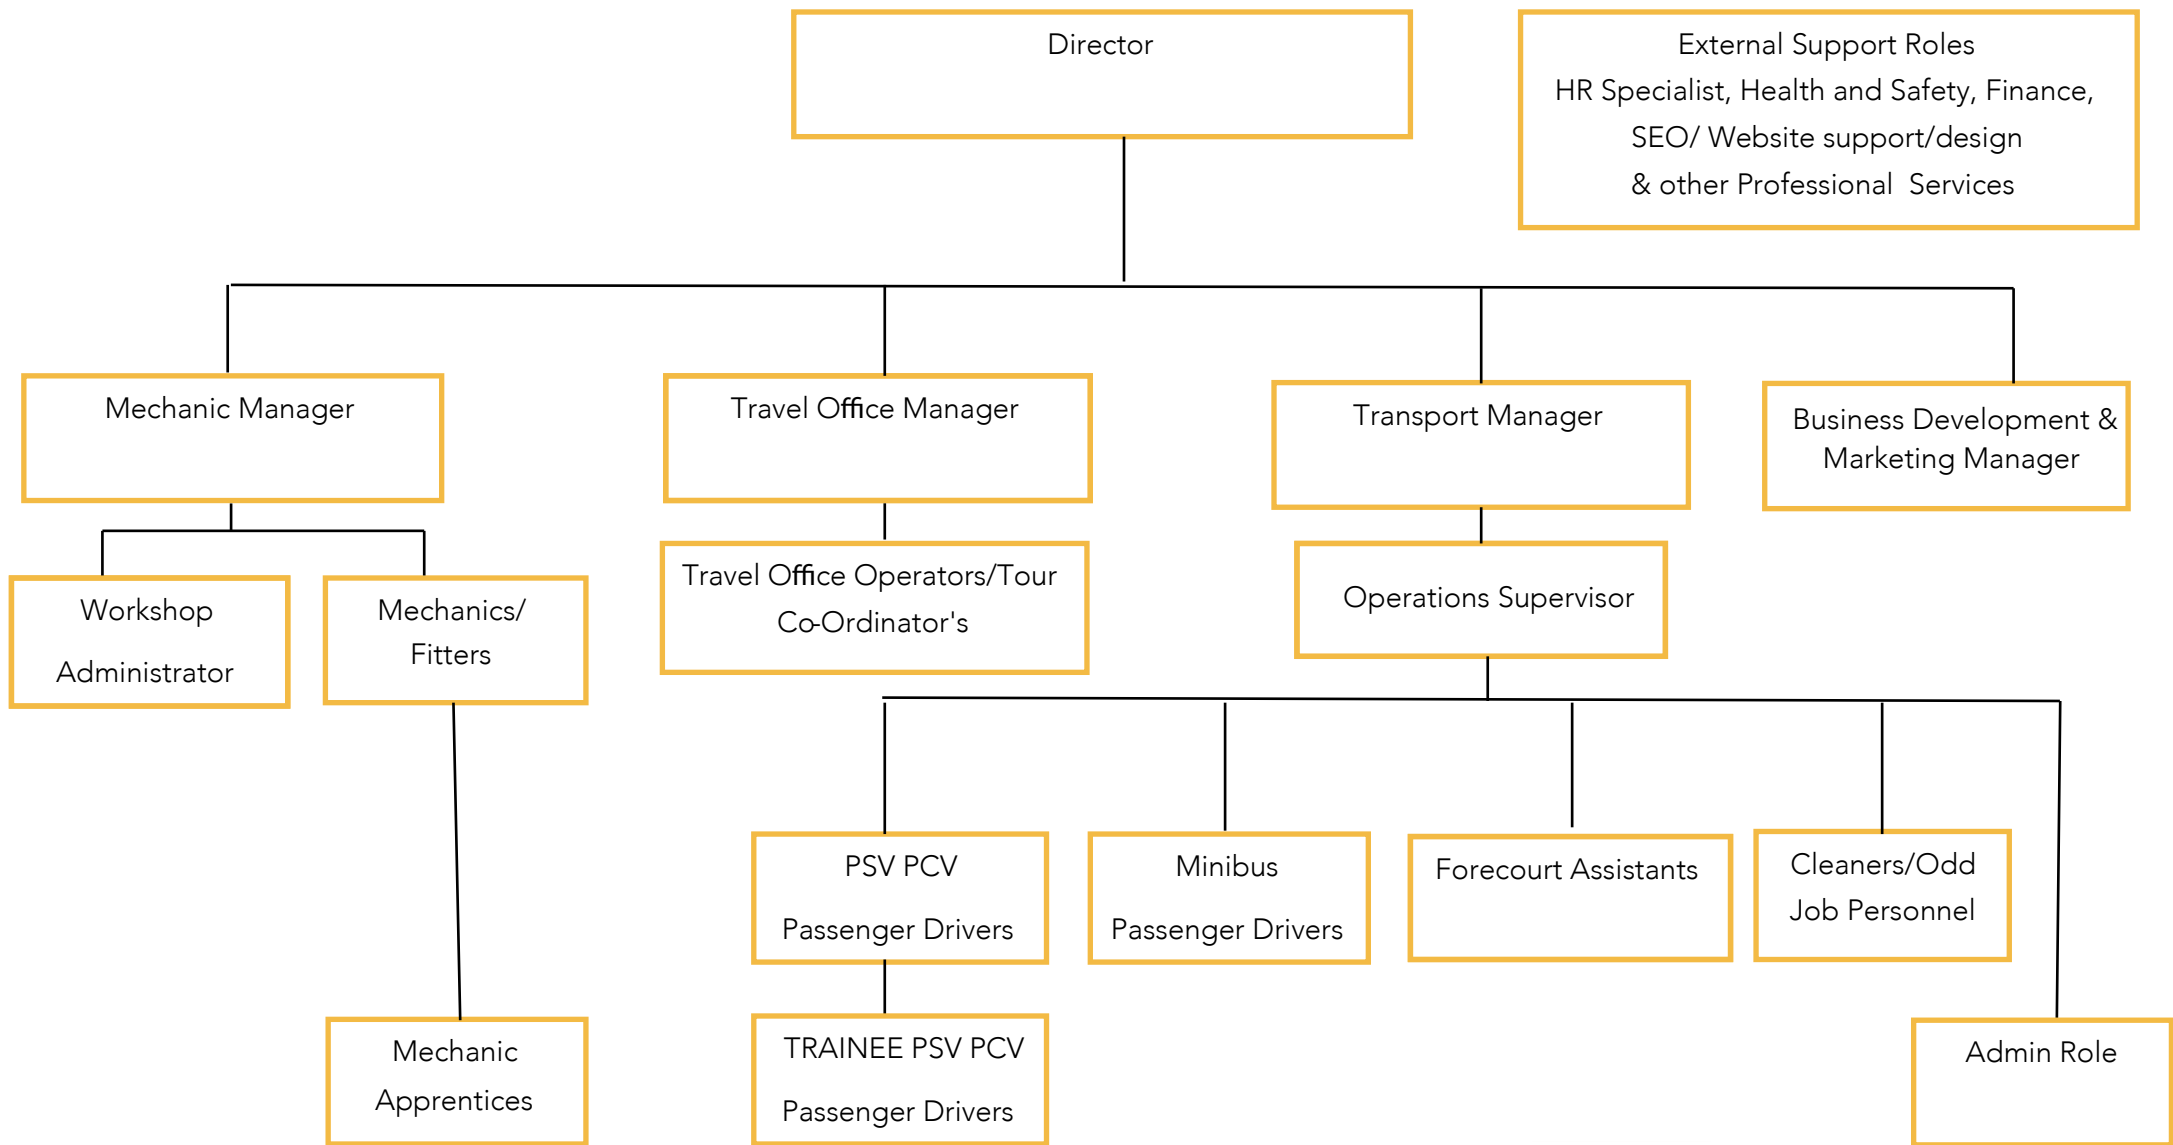 Director
External Support Roles
HR Specialist, Health and Safety, Finance,
SEO/ Website support/design
& other Professional  Services
Mechanic Manager
Travel Office Manager
Transport Manager
Business Development &
Marketing Manager
Workshop
Administrator
Mechanics/
Fitters
Travel Office Operators/Tour
Co-Ordinator's
Operations Supervisor
PSV PCV
Passenger Drivers
Minibus
Passenger Drivers
Forecourt Assistants
Cleaners/Odd
Job Personnel
Mechanic
Apprentices
TRAINEE PSV PCV
Passenger Drivers
Admin Role